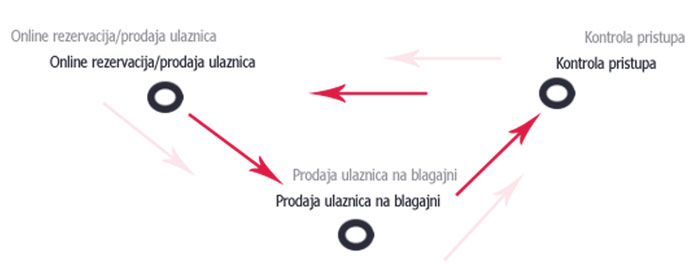 Online rezervacija/prodaja ulaznica
Online rezervacija/prodaja ulaznica
Kontrola pristupa
Kontrola pristupa
Prodaja ulaznica na blagajni
Prodaja ulaznica na blagajni